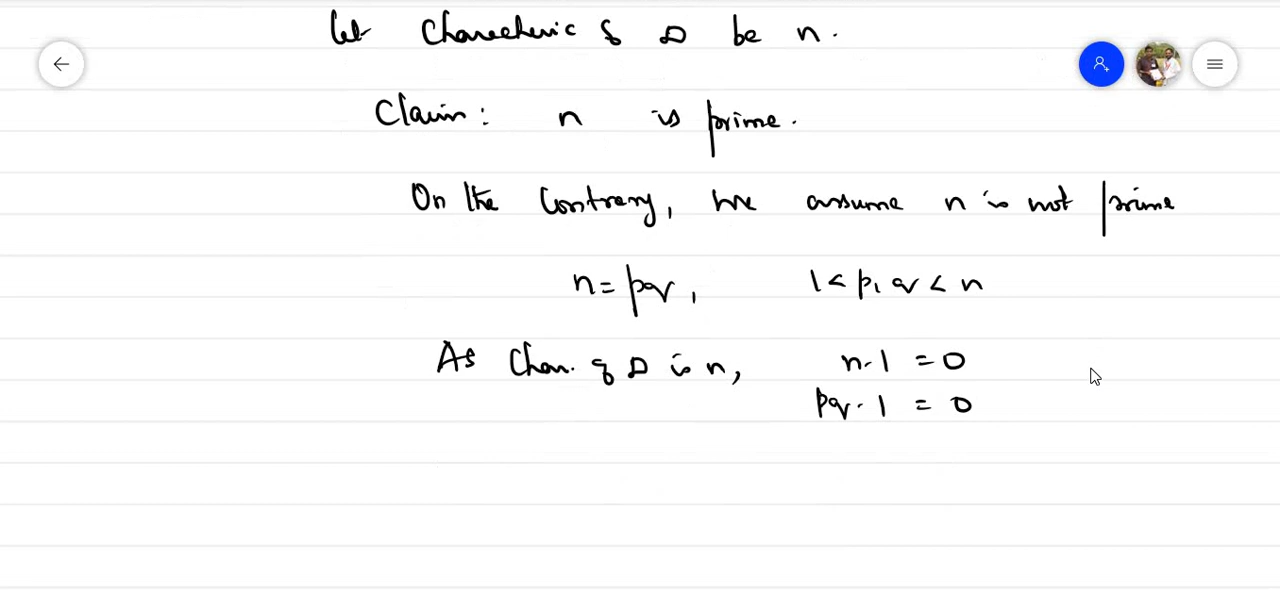 let Charecteric of D be n.
Claim: n is prime.
On the Contrary, we assume n is not prime
n = pq, 1 < p, q < n
As Char. of D is n, n·1 = 0
pq·1 = 0